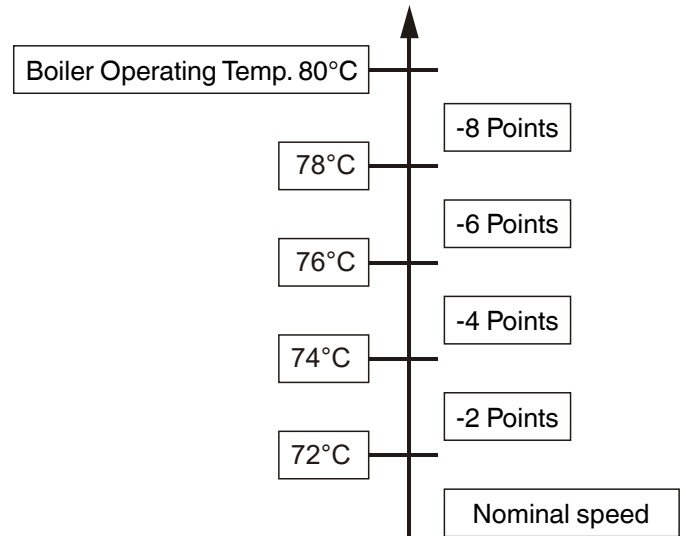 Boiler Operating Temp. 80°C
-8 Points
78°C
-6 Points
76°C
-4 Points
74°C
-2 Points
72°C
Nominal speed